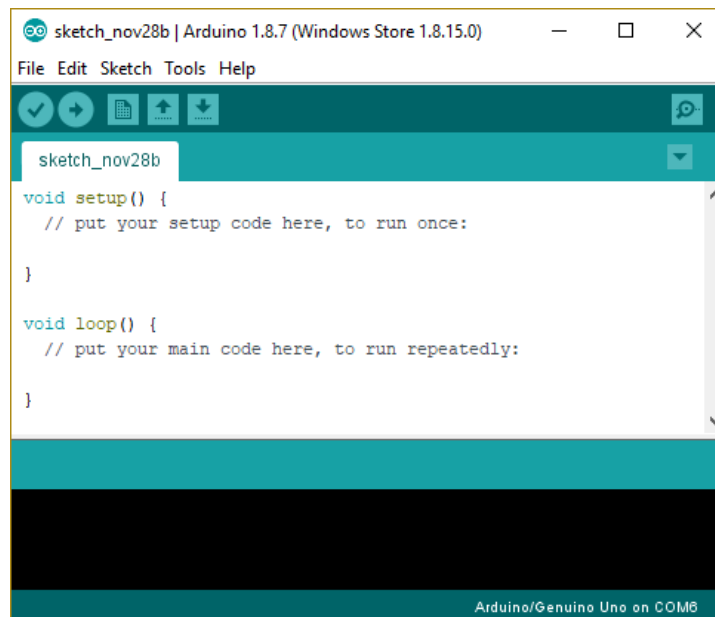 sketch_nov28b | Arduino 1.8.7 (Windows Store 1.8.15.0)
File Edit Sketch Tools Help
sketch_nov28b
void setup() {
  // put your setup code here, to run once:
}
void loop() {
  // put your main code here, to run repeatedly:
}
Arduino/Genuino Uno on COM6